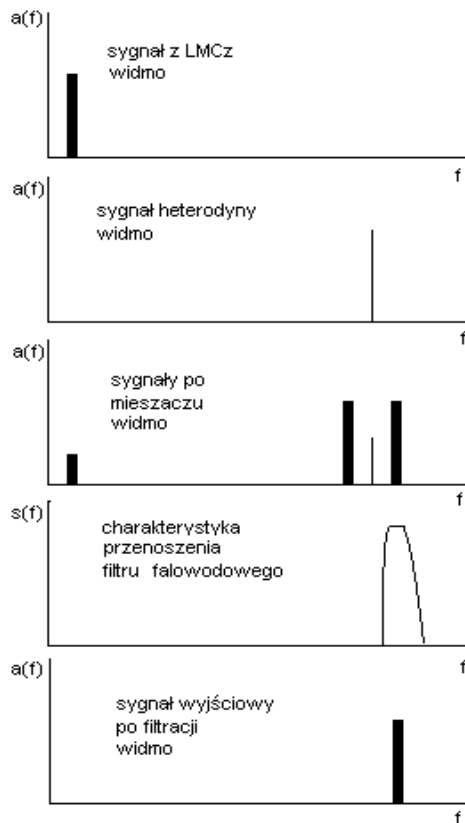 a(f)
sygnał z LMCz
widmo
f
a(f)
sygnał heterodyny
widmo
f
a(f)
sygnały po
mieszaczu
widmo
f
s(f)
charakterystyka
przenoszenia
filtru falowodowego
f
a(f)
sygnał wyjściowy
po filtracji
widmo
f